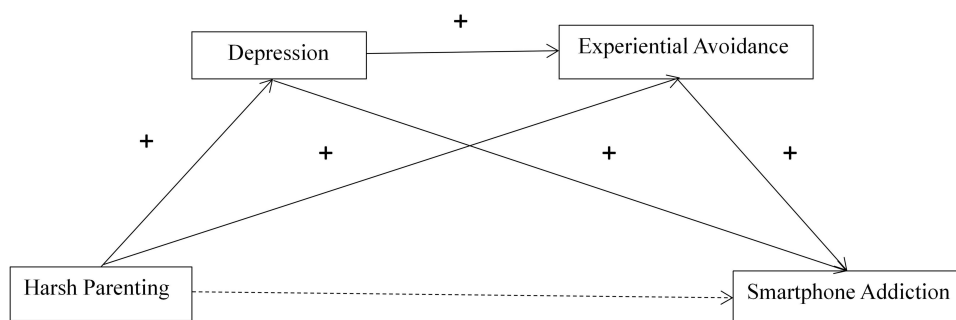 +
Depression
Experiential Avoidance
+
+
+
+
Harsh Parenting
Smartphone Addiction